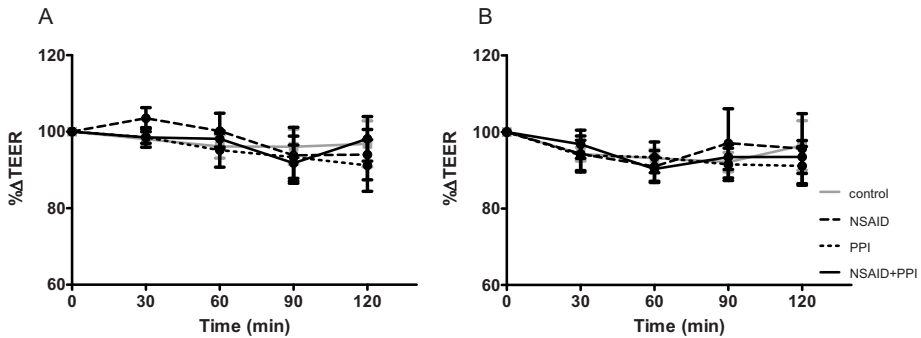 A
%ΔTEER
120
100
80
60
0 30 60 90 120
Time (min)
B
%ΔTEER
120
100
80
60
0 30 60 90 120
Time (min)
control
NSAID
PPI
NSAID+PPI